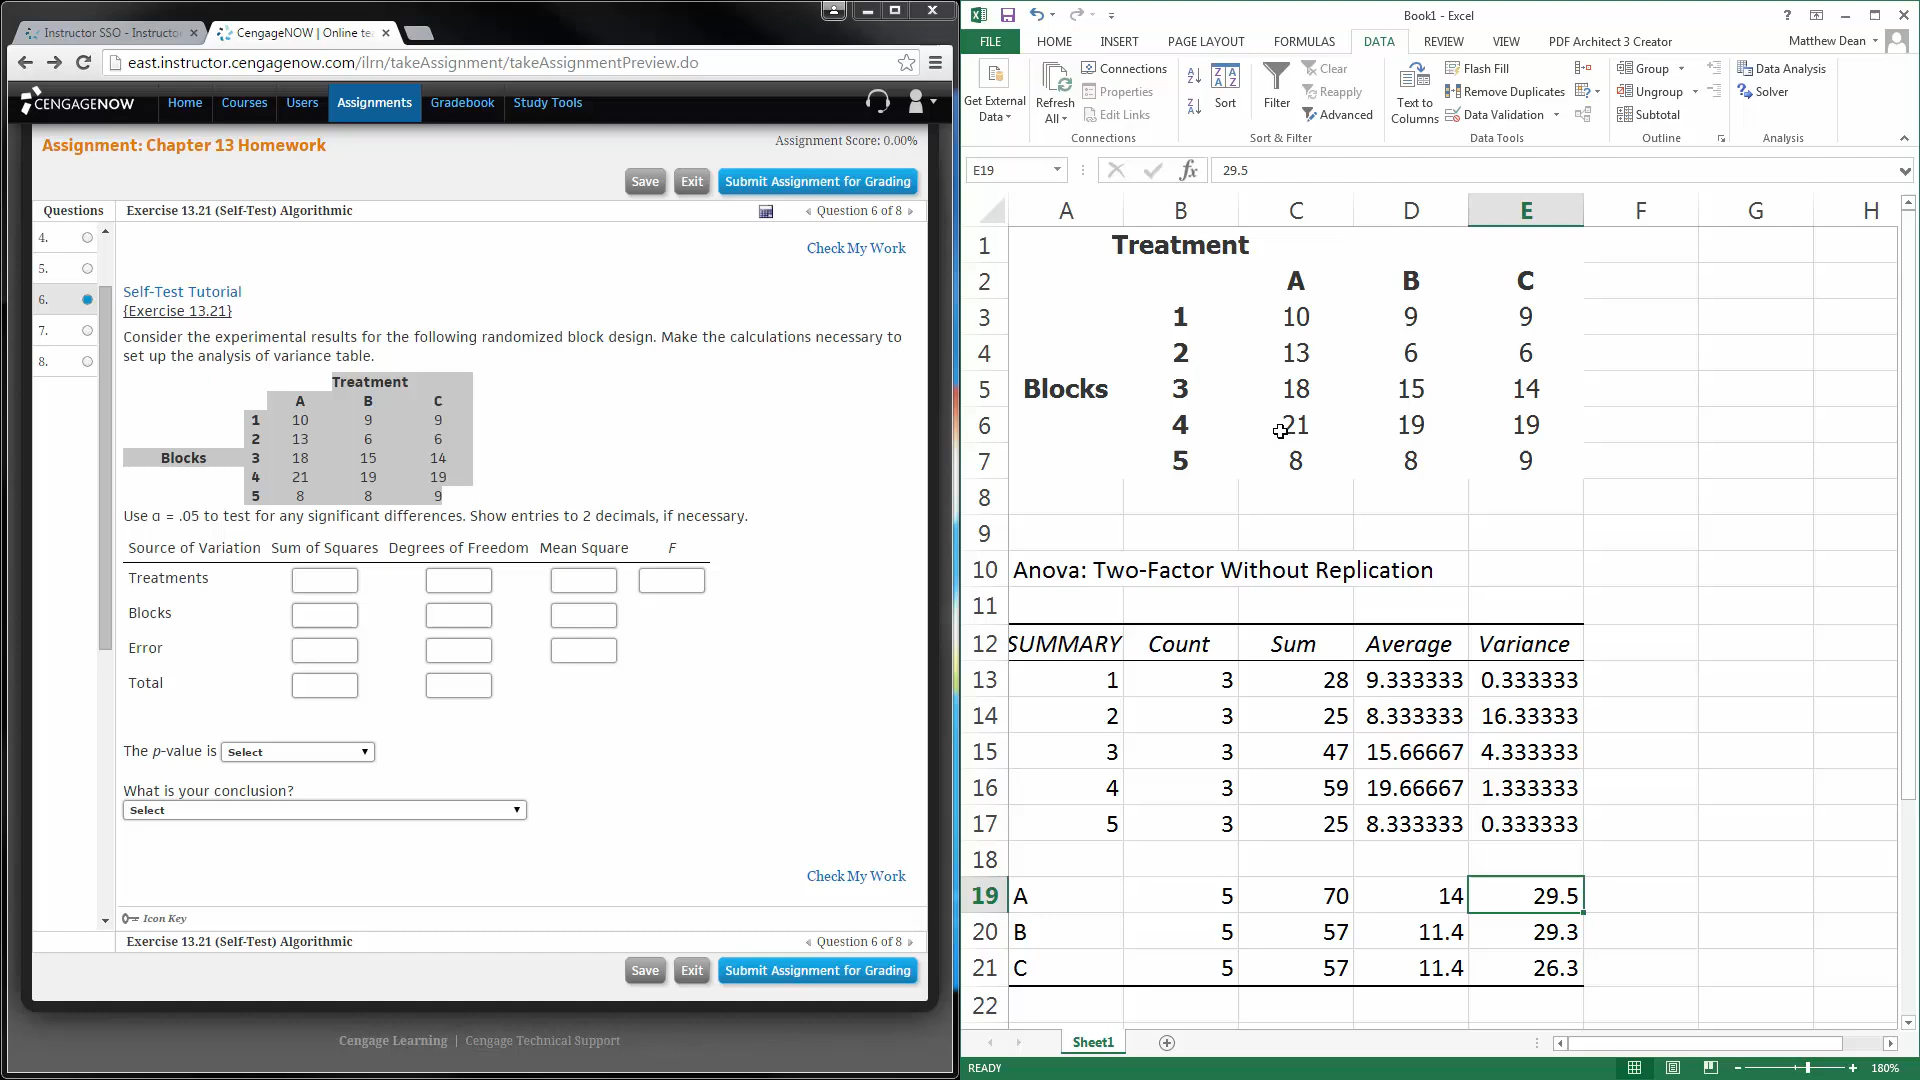 Instructor SSO - Instructo
CengageNOW | Online te
east.instructor.cengagenow.com/ilrn/takeAssignment/takeAssignmentPreview.do
CENGAGENOW Home Courses Users Assignments Gradebook Study Tools
Assignment: Chapter 13 Homework
Assignment Score: 0.00%
Save Exit Submit Assignment for Grading
Questions
Exercise 13.21 (Self-Test) Algorithmic
Question 6 of 8
4.
5.
6.
7.
8.
Check My Work
Self-Test Tutorial
{Exercise 13.21}
Consider the experimental results for the following randomized block design. Make the calculations necessary to
set up the analysis of variance table.
Treatment
A B C
1 10 9 9
2 13 6 6
Blocks 3 18 15 14
4 21 19 19
5 8 8 9
Use α = .05 to test for any significant differences. Show entries to 2 decimals, if necessary.
Source of Variation Sum of Squares Degrees of Freedom Mean Square F
Treatments
Blocks
Error
Total
The p-value is Select
What is your conclusion?
Select
Check My Work
Icon Key
Exercise 13.21 (Self-Test) Algorithmic
Question 6 of 8
Save Exit Submit Assignment for Grading
Cengage Learning | Cengage Technical Support
Book1 - Excel
FILE HOME INSERT PAGE LAYOUT FORMULAS DATA REVIEW VIEW PDF Architect 3 Creator
Matthew Dean
Get External
Data
Refresh
All
Connections
Properties
Edit Links
Connections
Sort
Filter
Clear
Reapply
Advanced
Sort & Filter
Text to
Columns
Flash Fill
Remove Duplicates
Data Validation
Data Tools
Group
Ungroup
Subtotal
Outline
Data Analysis
Solver
Analysis
E19
fx
29.5
A B C D E F G H
1 Treatment
2 A B C
3 1 10 9 9
4 2 13 6 6
5 Blocks 3 18 15 14
6 4 21 19 19
7 5 8 8 9
8
9
10 Anova: Two-Factor Without Replication
11
12 SUMMARY Count Sum Average Variance
13 1 3 28 9.333333 0.333333
14 2 3 25 8.333333 16.33333
15 3 3 47 15.66667 4.333333
16 4 3 59 19.66667 1.333333
17 5 3 25 8.333333 0.333333
18
19 A 5 70 14 29.5
20 B 5 57 11.4 29.3
21 C 5 57 11.4 26.3
22
Sheet1
READY
180%